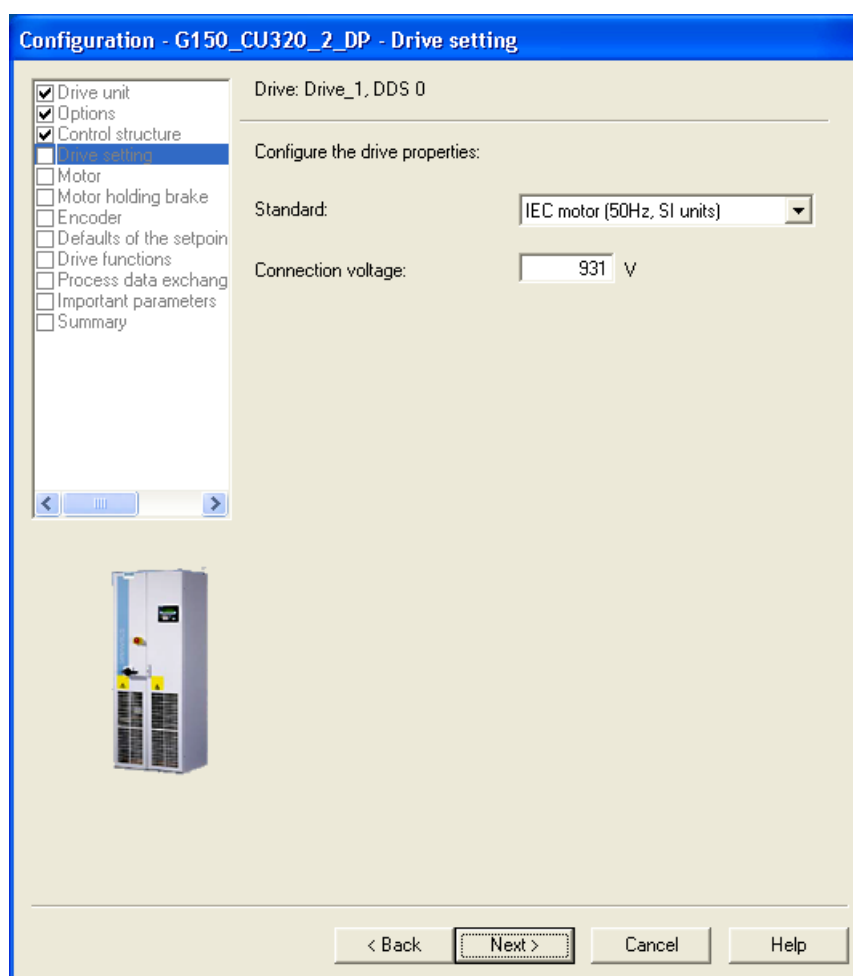 Configuration - G150_CU320_2_DP - Drive setting
Drive unit
Options
Control structure
Drive setting
Motor
Motor holding brake
Encoder
Defaults of the setpoin
Drive functions
Process data exchang
Important parameters
Summary
Drive: Drive_1, DDS 0
Configure the drive properties:
Standard: IEC motor (50Hz, SI units)
Connection voltage: 931 V
< Back Next > Cancel Help